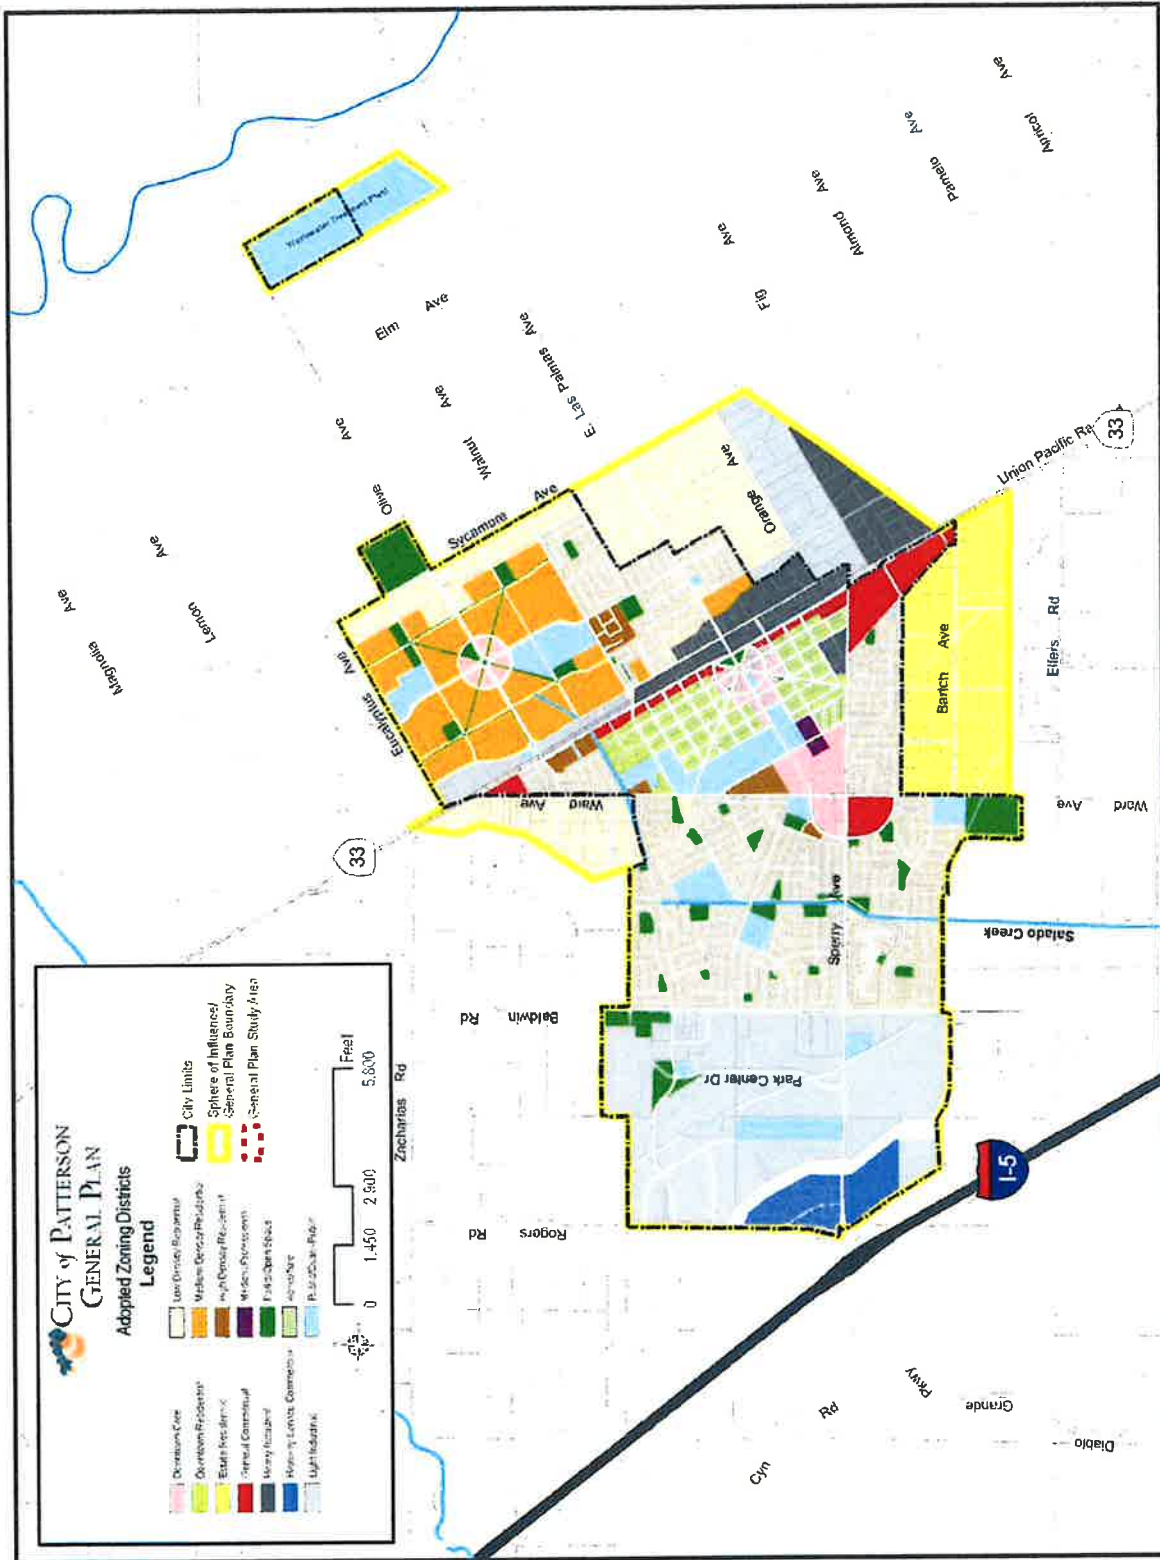 CITY of PATTERSON
GENERAL PLAN
Adopted Zoning Districts
Legend
Downtown Core
Downtown Residential
Estate Residential
General Commercial
Heavy Industrial
Highway Service Commercial
Light Industrial
Low Density Residential
Medium Density Residential
High Density Residential
Medical/Professional
Parks/Open Space
Public/Quasi-Public
City Limits
Sphere of Influence/
General Plan Boundary
General Plan Study Area
0 1,450 2,900 5,800
Feet
Zacharias Rd
Rogers Rd
Baldwin Rd
Park Center Dr
Sperry Ave
Salado Creek
Ward Ave
Ward Ave
Elfers Rd
Bartch Ave
Union Pacific
33
33
I-5
Cyn Rd
Diablo Grande Pkwy
Magnolia Ave
Lemon Ave
Eucalyptus Ave
Olive Ave
Walnut Ave
Elm Ave
Sycamore Ave
E. Las Palmas Ave
Orange Ave
Fig Ave
Almond Ave
Pamelo Ave
Apricot Ave
Wastewater Treatment Plant